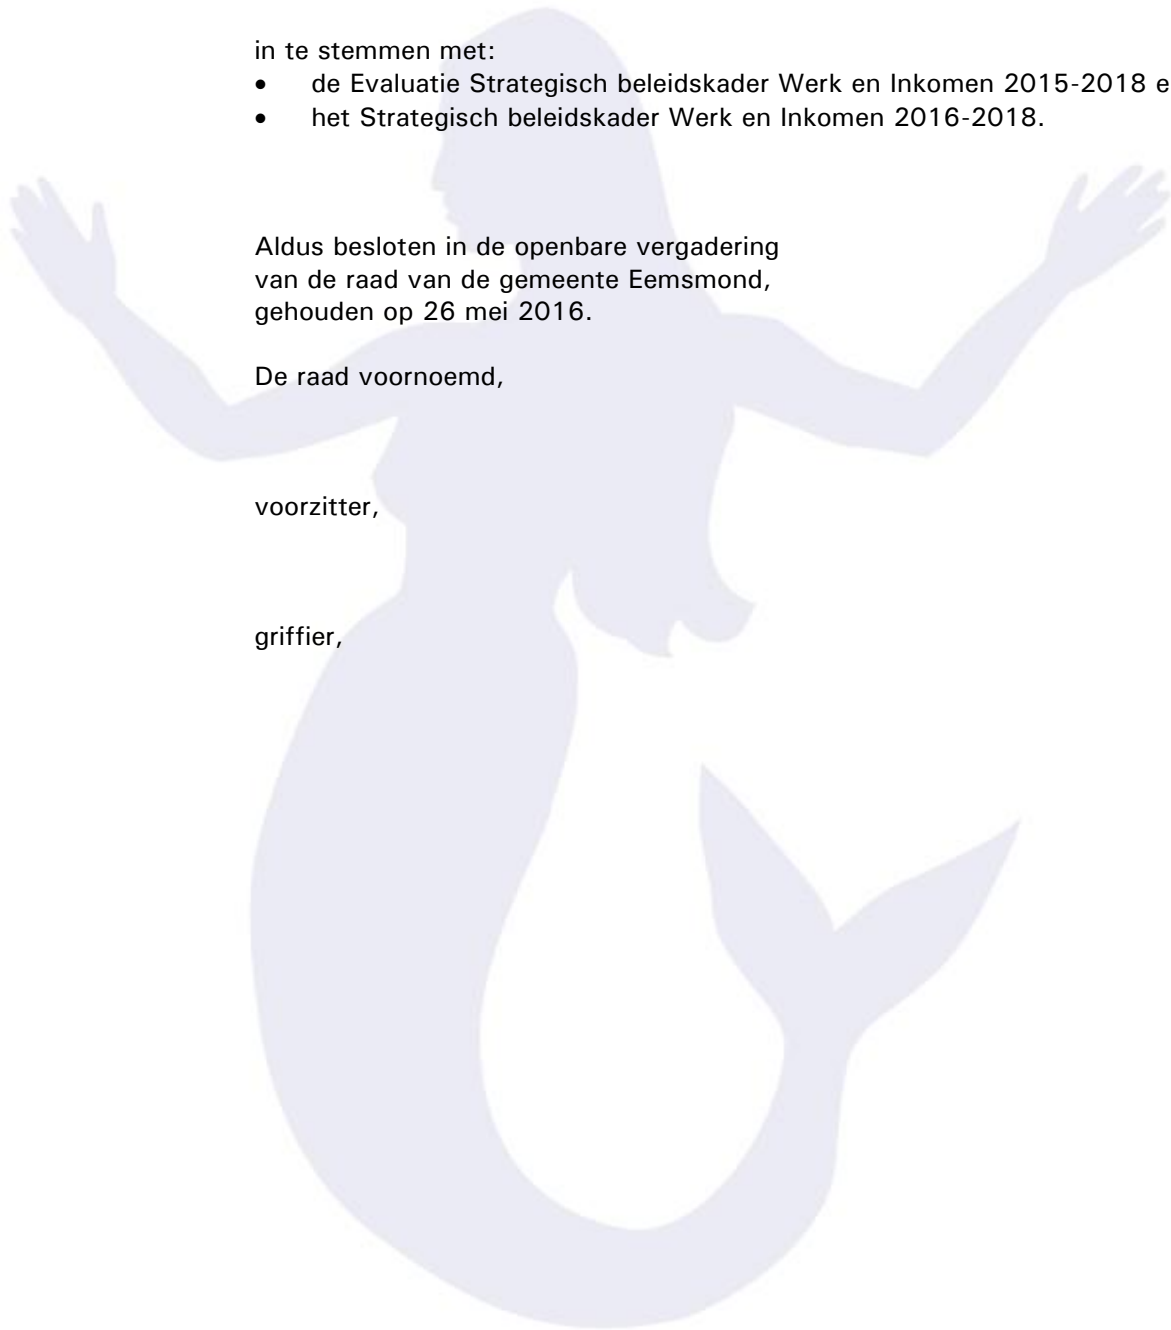 in te stemmen met:
• de Evaluatie Strategisch beleidskader Werk en Inkomen 2015-2018 e
• het Strategisch beleidskader Werk en Inkomen 2016-2018.
Aldus besloten in de openbare vergadering
van de raad van de gemeente Eemsmond,
gehouden op 26 mei 2016.
De raad voornoemd,
voorzitter,
griffier,